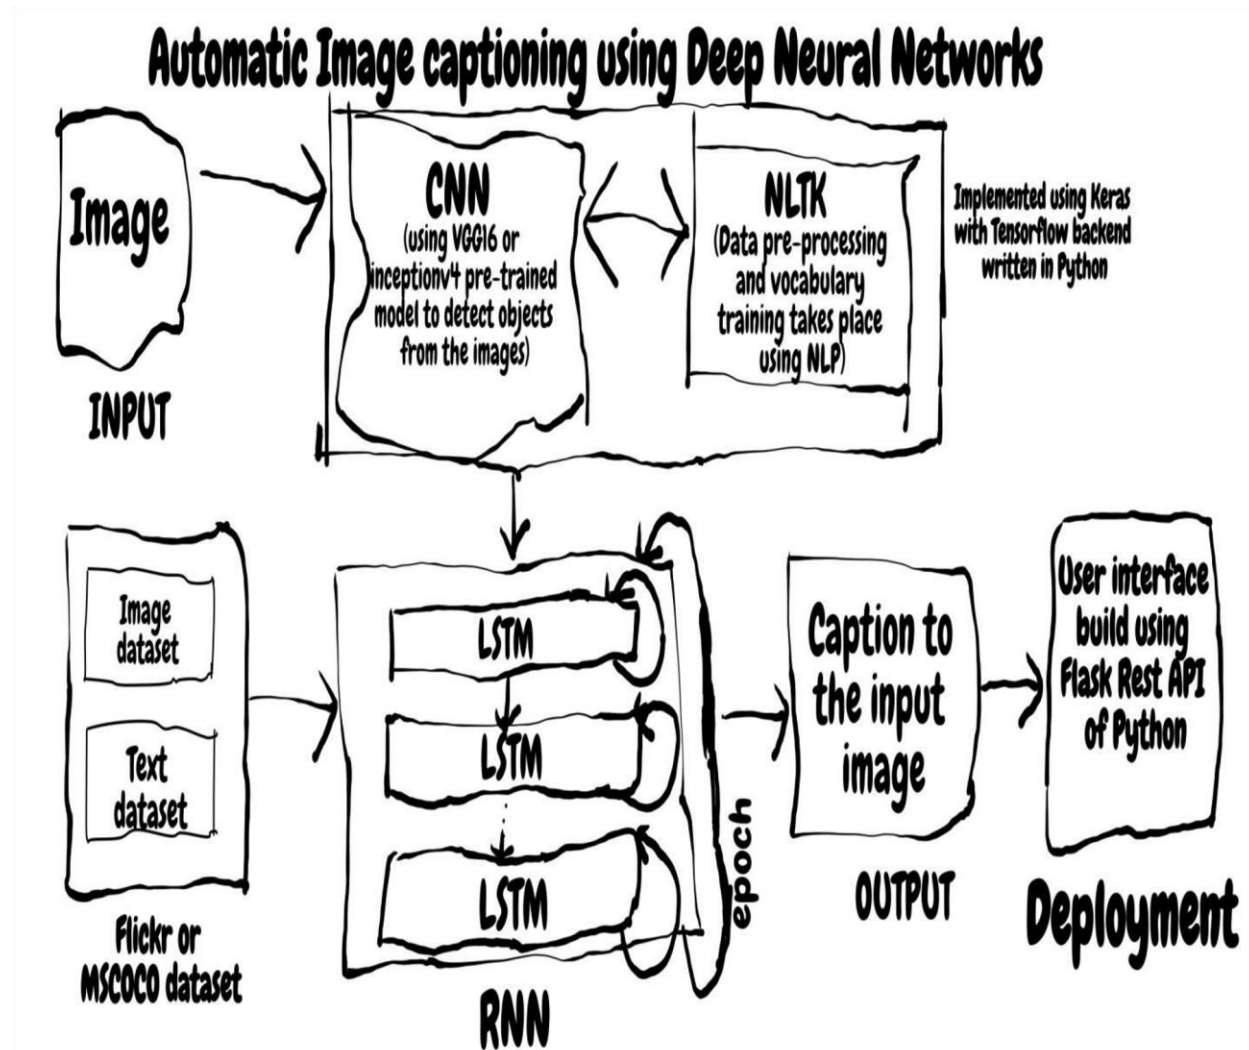 Automatic Image captioning using Deep Neural Networks
Image
INPUT
CNN
(using VGG16 or
inceptionv4 pre-trained
model to detect objects
from the images)
NLTK
(Data pre-processing
and vocabulary
training takes place
using NLP)
Implemented using Keras
with Tensorflow backend
written in Python
Image
dataset
Text
dataset
Flickr or
MSCOCO dataset
LSTM
LSTM
LSTM
RNN
epoch
Caption to
the input
image
OUTPUT
User interface
build using
Flask Rest API
of Python
Deployment